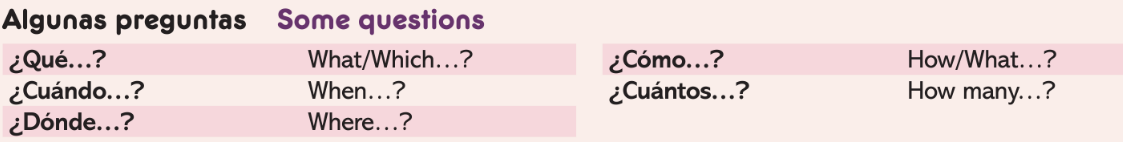 Algunas preguntas Some questions
¿Qué…? What/Which…?
¿Cuándo…? When…?
¿Dónde…? Where…?
¿Cómo…? How/What…?
¿Cuántos…? How many…?